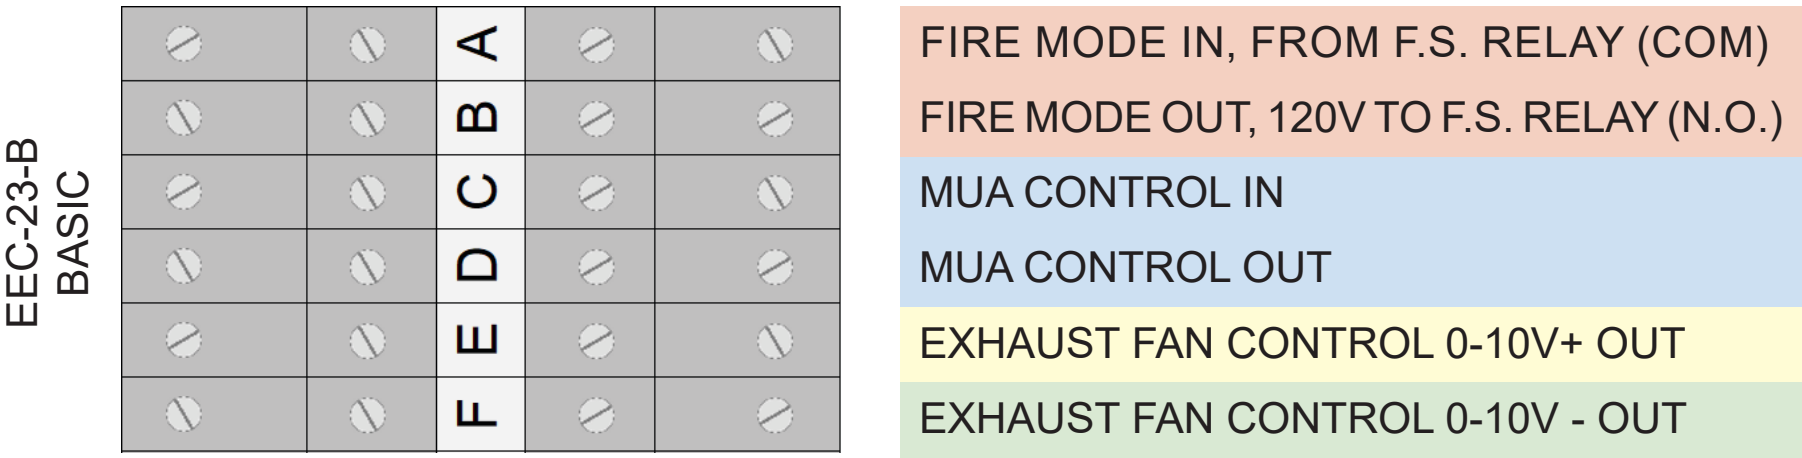 EEC-23-B
BASIC
A
FIRE MODE IN, FROM F.S. RELAY (COM)
B
FIRE MODE OUT, 120V TO F.S. RELAY (N.O.)
C
MUA CONTROL IN
D
MUA CONTROL OUT
E
EXHAUST FAN CONTROL 0-10V+ OUT
F
EXHAUST FAN CONTROL 0-10V - OUT